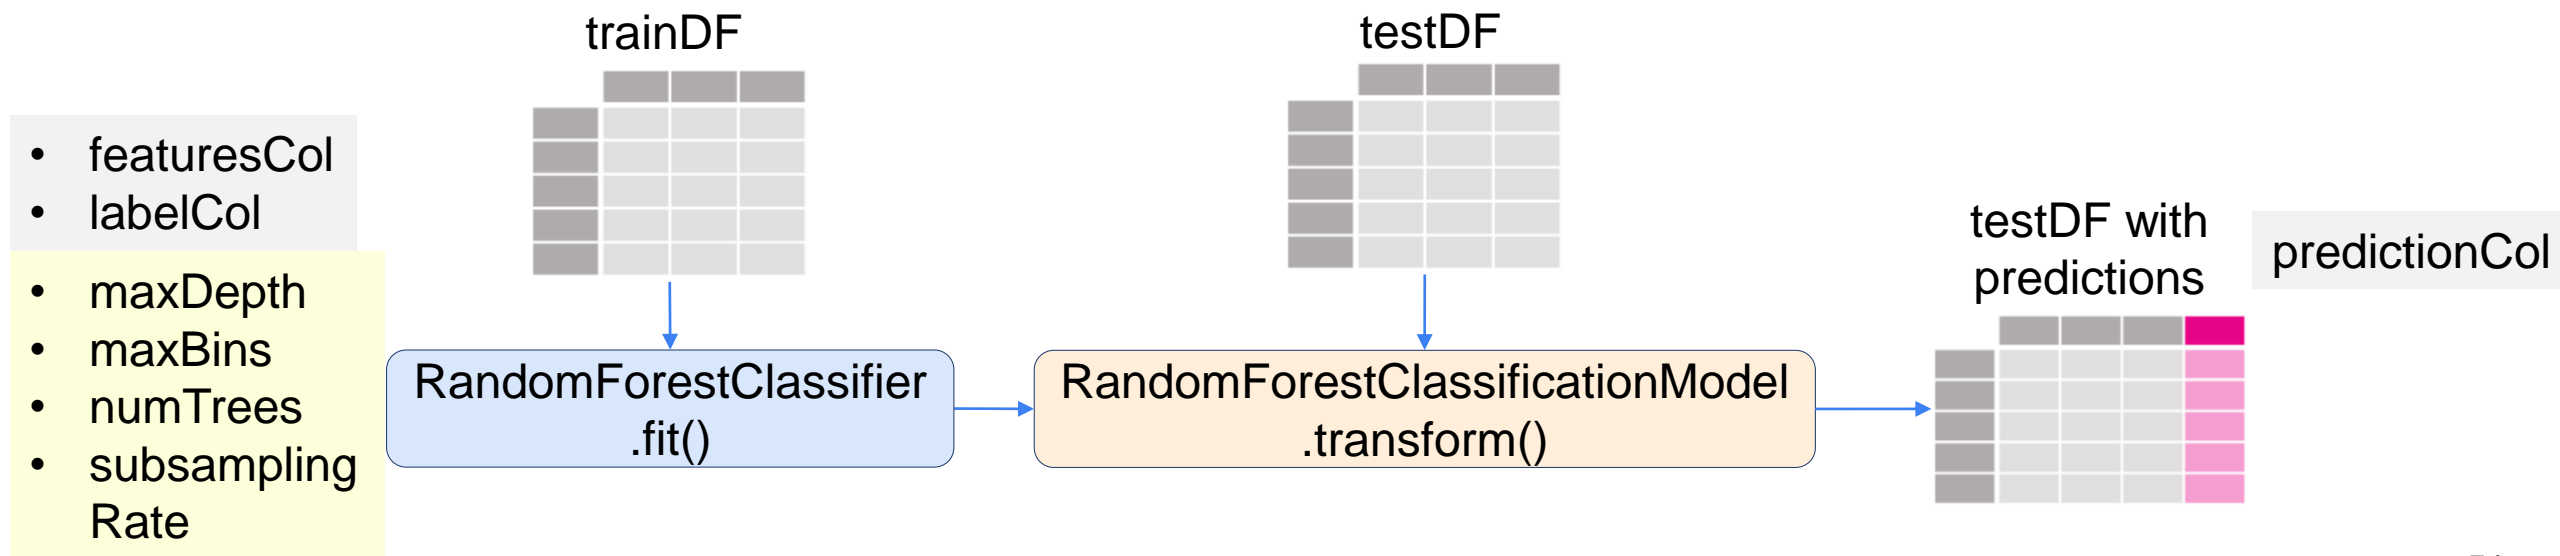 trainDF
testDF
• featuresCol
• labelCol
• maxDepth
• maxBins
• numTrees
• subsampling
Rate
RandomForestClassifier
.fit()
RandomForestClassificationModel
.transform()
testDF with
predictions
predictionCol